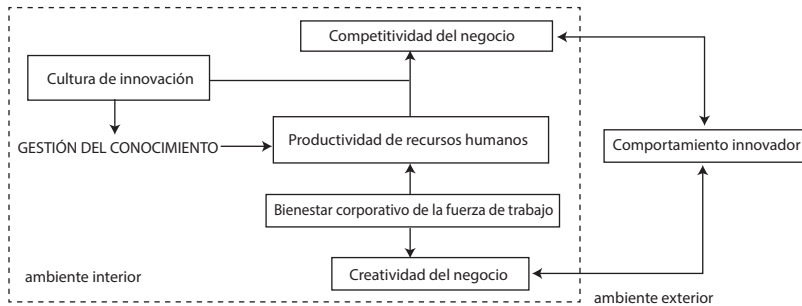 Competitividad del negocio
Cultura de innovación
GESTIÓN DEL CONOCIMIENTO
Productividad de recursos humanos
Comportamiento innovador
Bienestar corporativo de la fuerza de trabajo
Creatividad del negocio
ambiente interior
ambiente exterior